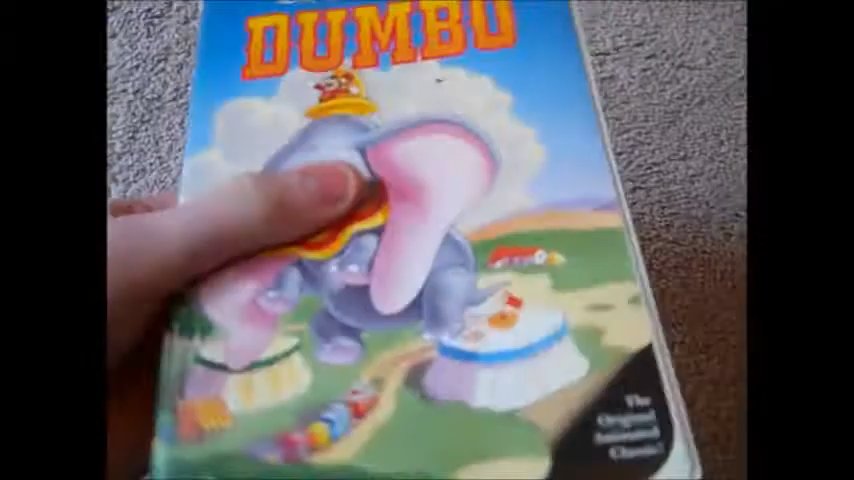 DUMBO
The
Original
Animated
Classic!